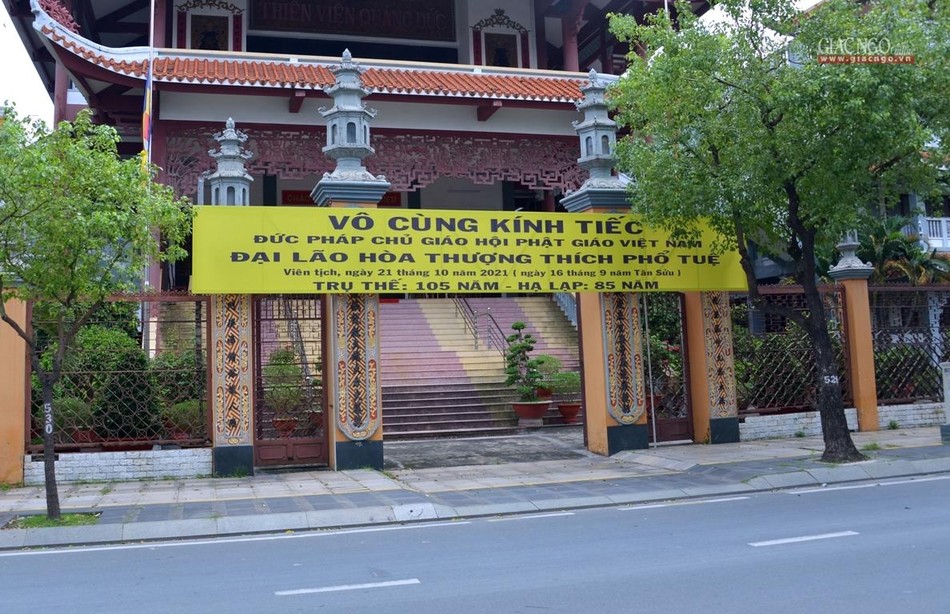 THIỀN VIỆN QUẢNG ĐỨC
GIÁC NGỘ
www.giacngo.vn
VÔ CÙNG KÍNH TIẾC
ĐỨC PHÁP CHỦ GIÁO HỘI PHẬT GIÁO VIỆT NAM
ĐẠI LÃO HÒA THƯỢNG THÍCH PHỔ TUỆ
Viên tịch, ngày 21 tháng 10 năm 2021 ( ngày 16 tháng 9 năm Tân Sửu )
TRỤ THẾ: 105 NĂM - HẠ LẠP: 85 NĂM
530
521